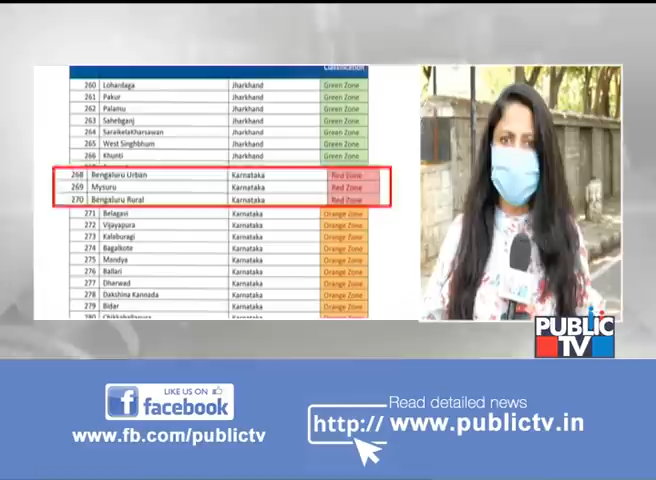 Classification
260 Lohardaga Jharkhand Green Zone
261 Pakur Jharkhand Green Zone
262 Palamu Jharkhand Green Zone
263 Sahebganj Jharkhand Green Zone
264 Saraikelakharsawan Jharkhand Green Zone
265 West Singhbhum Jharkhand Green Zone
266 Khunti Jharkhand Green Zone
268 Bengaluru Urban Karnataka Red Zone
269 Mysuru Karnataka Red Zone
270 Bengaluru Rural Karnataka Red Zone
271 Belagavi Karnataka Orange Zone
272 Vijayapura Karnataka Orange Zone
273 Kalaburagi Karnataka Orange Zone
274 Bagalkote Karnataka Orange Zone
275 Mandya Karnataka Orange Zone
276 Ballari Karnataka Orange Zone
277 Dharwad Karnataka Orange Zone
278 Dakshina Kannada Karnataka Orange Zone
279 Bidar Karnataka Orange Zone
280 Chikkaballapura Karnataka Orange Zone
PUBLIC
TV
LIKE US ON
f facebook
www.fb.com/publictv
Read detailed news
http:// www.publictv.in